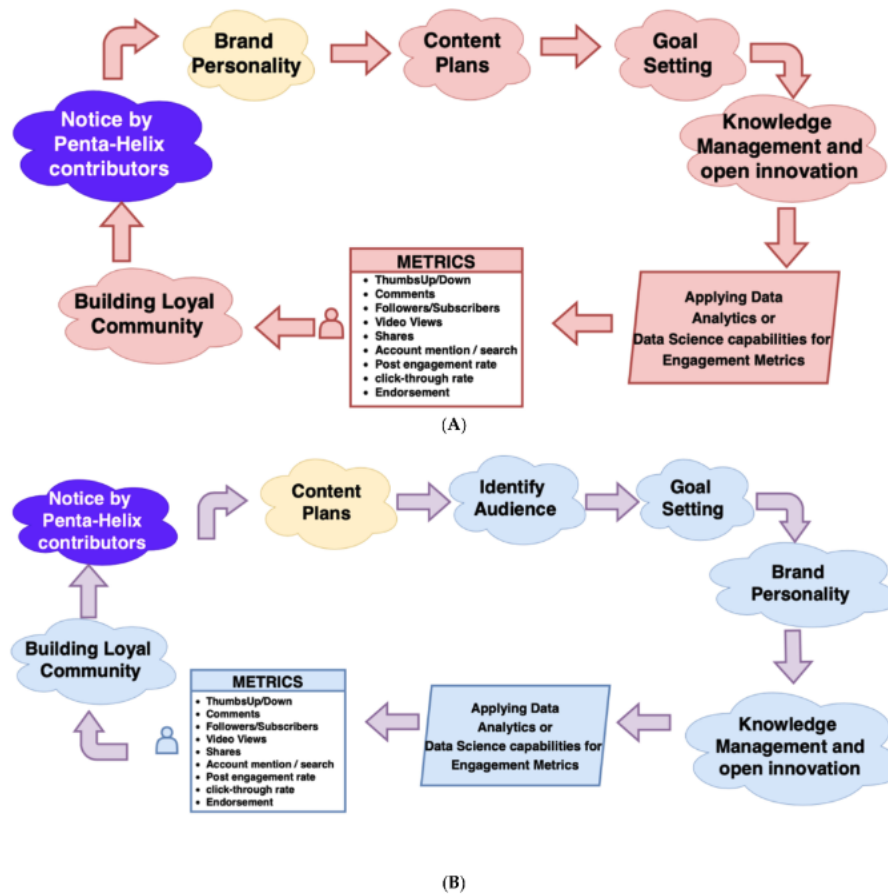 Brand
Personality
Content
Plans
Goal
Setting
Notice by
Penta-Helix
contributors
Knowledge
Management and
open innovation
Building Loyal
Community
METRICS
• ThumbsUp/Down
• Comments
• Followers/Subscribers
• Video Views
• Shares
• Account mention / search
• Post engagement rate
• click-through rate
• Endorsement
Applying Data
Analytics or
Data Science capabilities for
Engagement Metrics
(A)
Notice by
Penta-Helix
contributors
Content
Plans
Identify
Audience
Goal
Setting
Brand
Personality
Building Loyal
Community
METRICS
• ThumbsUp/Down
• Comments
• Followers/Subscribers
• Video Views
• Shares
• Account mention / search
• Post engagement rate
• click-through rate
• Endorsement
Applying Data
Analytics or
Data Science capabilities for
Engagement Metrics
Knowledge
Management and
open innovation
(B)